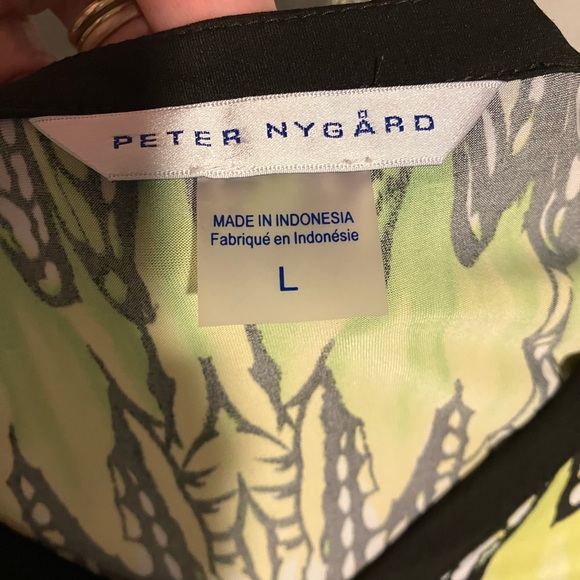 PETER NYGÅRD
MADE IN INDONESIA
Fabriqué en Indonésie
L